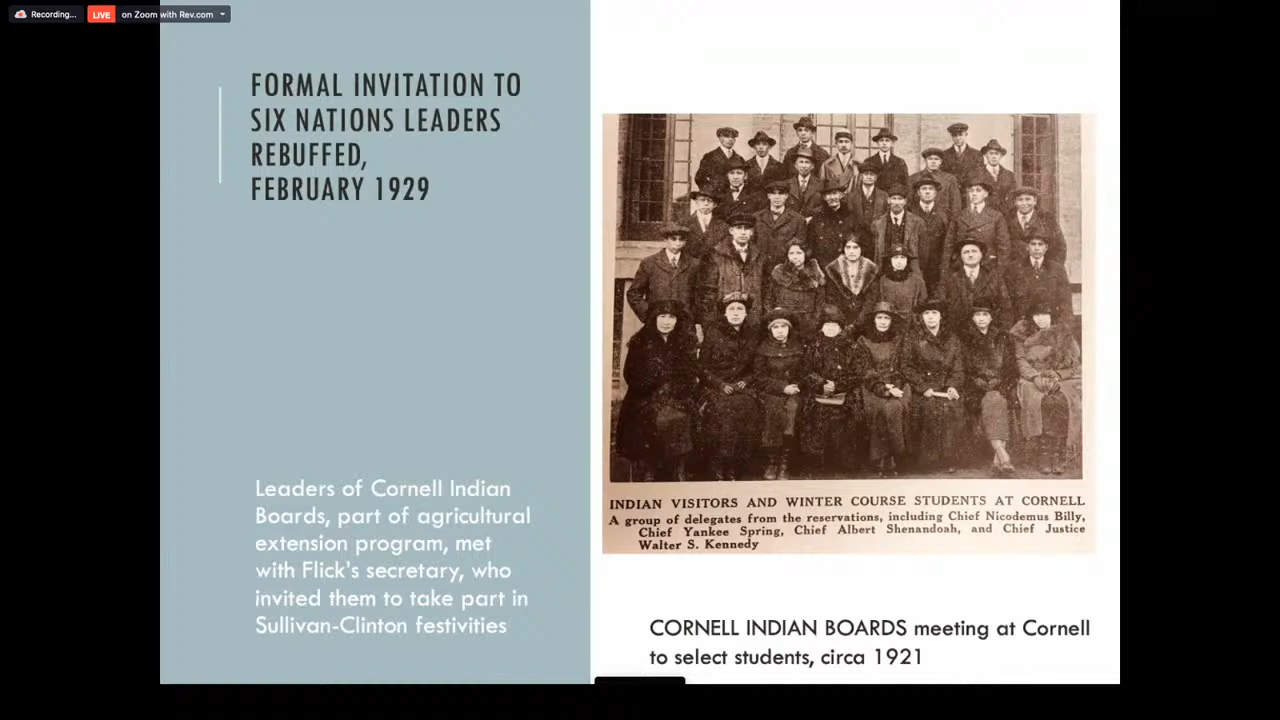 Recording...
LIVE
on Zoom with Rev.com
FORMAL INVITATION TO
SIX NATIONS LEADERS
REBUFFED,
FEBRUARY 1929
Leaders of Cornell Indian
Boards, part of agricultural
extension program, met
with Flick's secretary, who
invited them to take part in
Sullivan-Clinton festivities
INDIAN VISITORS AND WINTER COURSE STUDENTS AT CORNELL
A group of delegates from the reservations, including Chief Nicodemus Billy,
Chief Yankee Spring, Chief Albert Shenandoah, and Chief Justice
Walter S. Kennedy
CORNELL INDIAN BOARDS meeting at Cornell
to select students, circa 1921